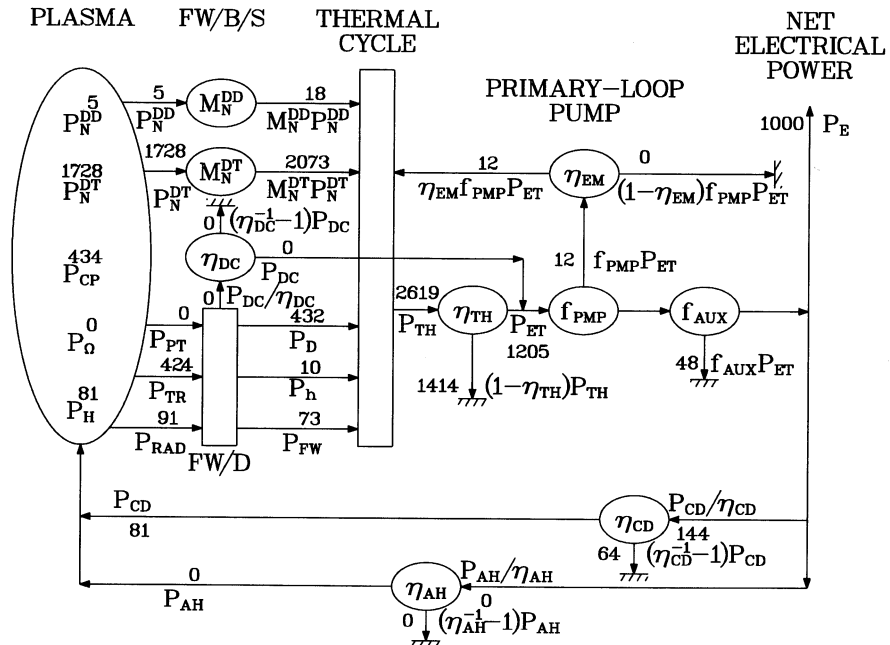 PLASMA FW/B/S THERMAL CYCLE NET ELECTRICAL POWER
PRIMARY–LOOP PUMP
5 P_N^DD
5 P_N^DD
M_N^DD
18 M_N^DD P_N^DD
1000 P_E
1728 P_N^DT
1728 P_N^DT
M_N^DT
2073 M_N^DT P_N^DT
12 η_EM f_PMP P_ET
η_EM
0 (1-η_EM)f_PMP P_ET
0 (η_DC^-1-1)P_DC
434 P_CP
η_DC
0 P_DC
12 f_PMP P_ET
0 P_DC/η_DC
0 P_Ω
0 P_PT
432 P_D
2619 P_TH
η_TH
P_ET 1205
f_PMP
f_AUX
424 P_TR
10 P_h
1414 (1-η_TH)P_TH
48 f_AUX P_ET
81 P_H
91 P_RAD
73 P_FW
FW/D
P_CD 81
η_CD
P_CD/η_CD 144
64 (η_CD^-1-1)P_CD
0 P_AH
η_AH
P_AH/η_AH 0
0 (η_AH^-1-1)P_AH